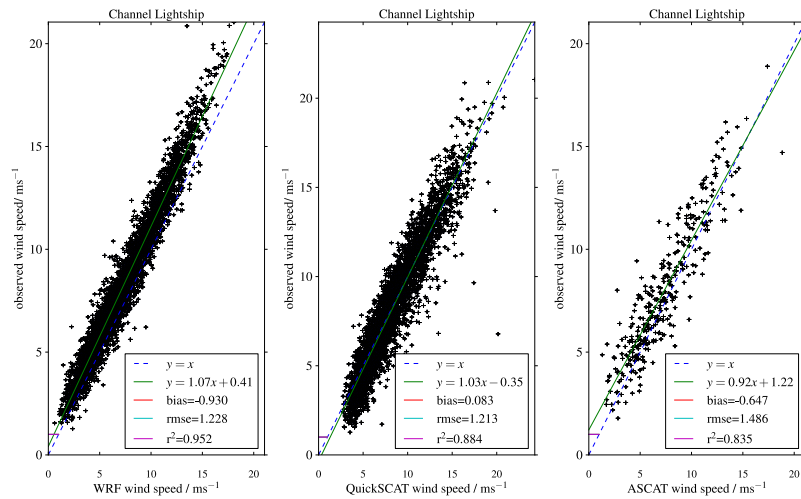 Channel Lightship
20
15
10
5
0
0 5 10 15 20
observed wind speed/ ms⁻¹
WRF wind speed / ms⁻¹
y = x
y = 1.07x + 0.41
bias=-0.930
rmse=1.228
r²=0.952
Channel Lightship
20
15
10
5
0
0 5 10 15 20
observed wind speed/ ms⁻¹
QuickSCAT wind speed / ms⁻¹
y = x
y = 1.03x − 0.35
bias=0.083
rmse=1.213
r²=0.884
Channel Lightship
20
15
10
5
0
0 5 10 15 20
observed wind speed/ ms⁻¹
ASCAT wind speed / ms⁻¹
y = x
y = 0.92x + 1.22
bias=-0.647
rmse=1.486
r²=0.835